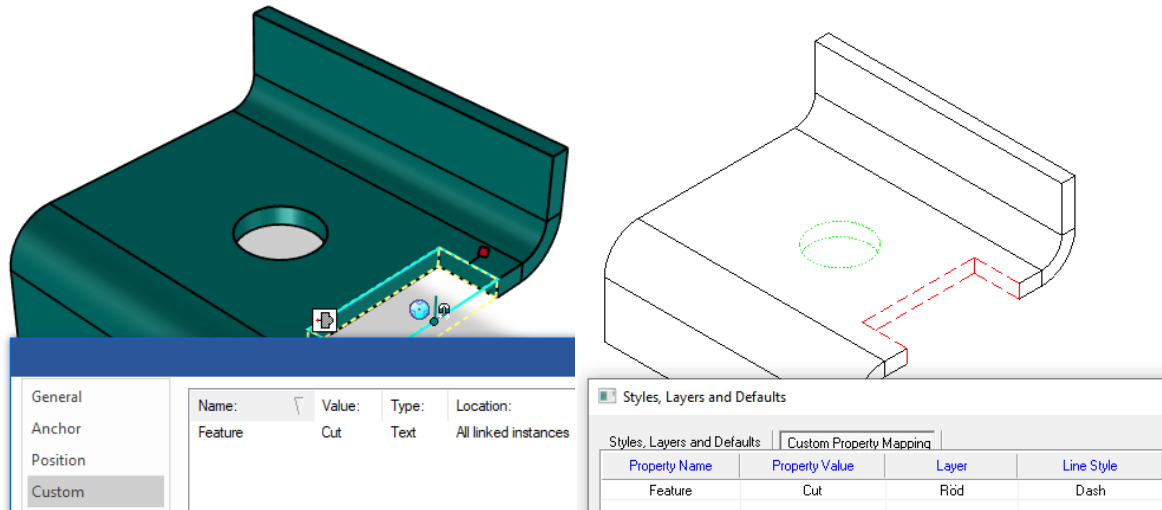 General
Anchor
Position
Custom
Name: Value: Type: Location:
Feature Cut Text All linked instances
Styles, Layers and Defaults
Styles, Layers and Defaults Custom Property Mapping
Property Name Property Value Layer Line Style
Feature Cut Röd Dash